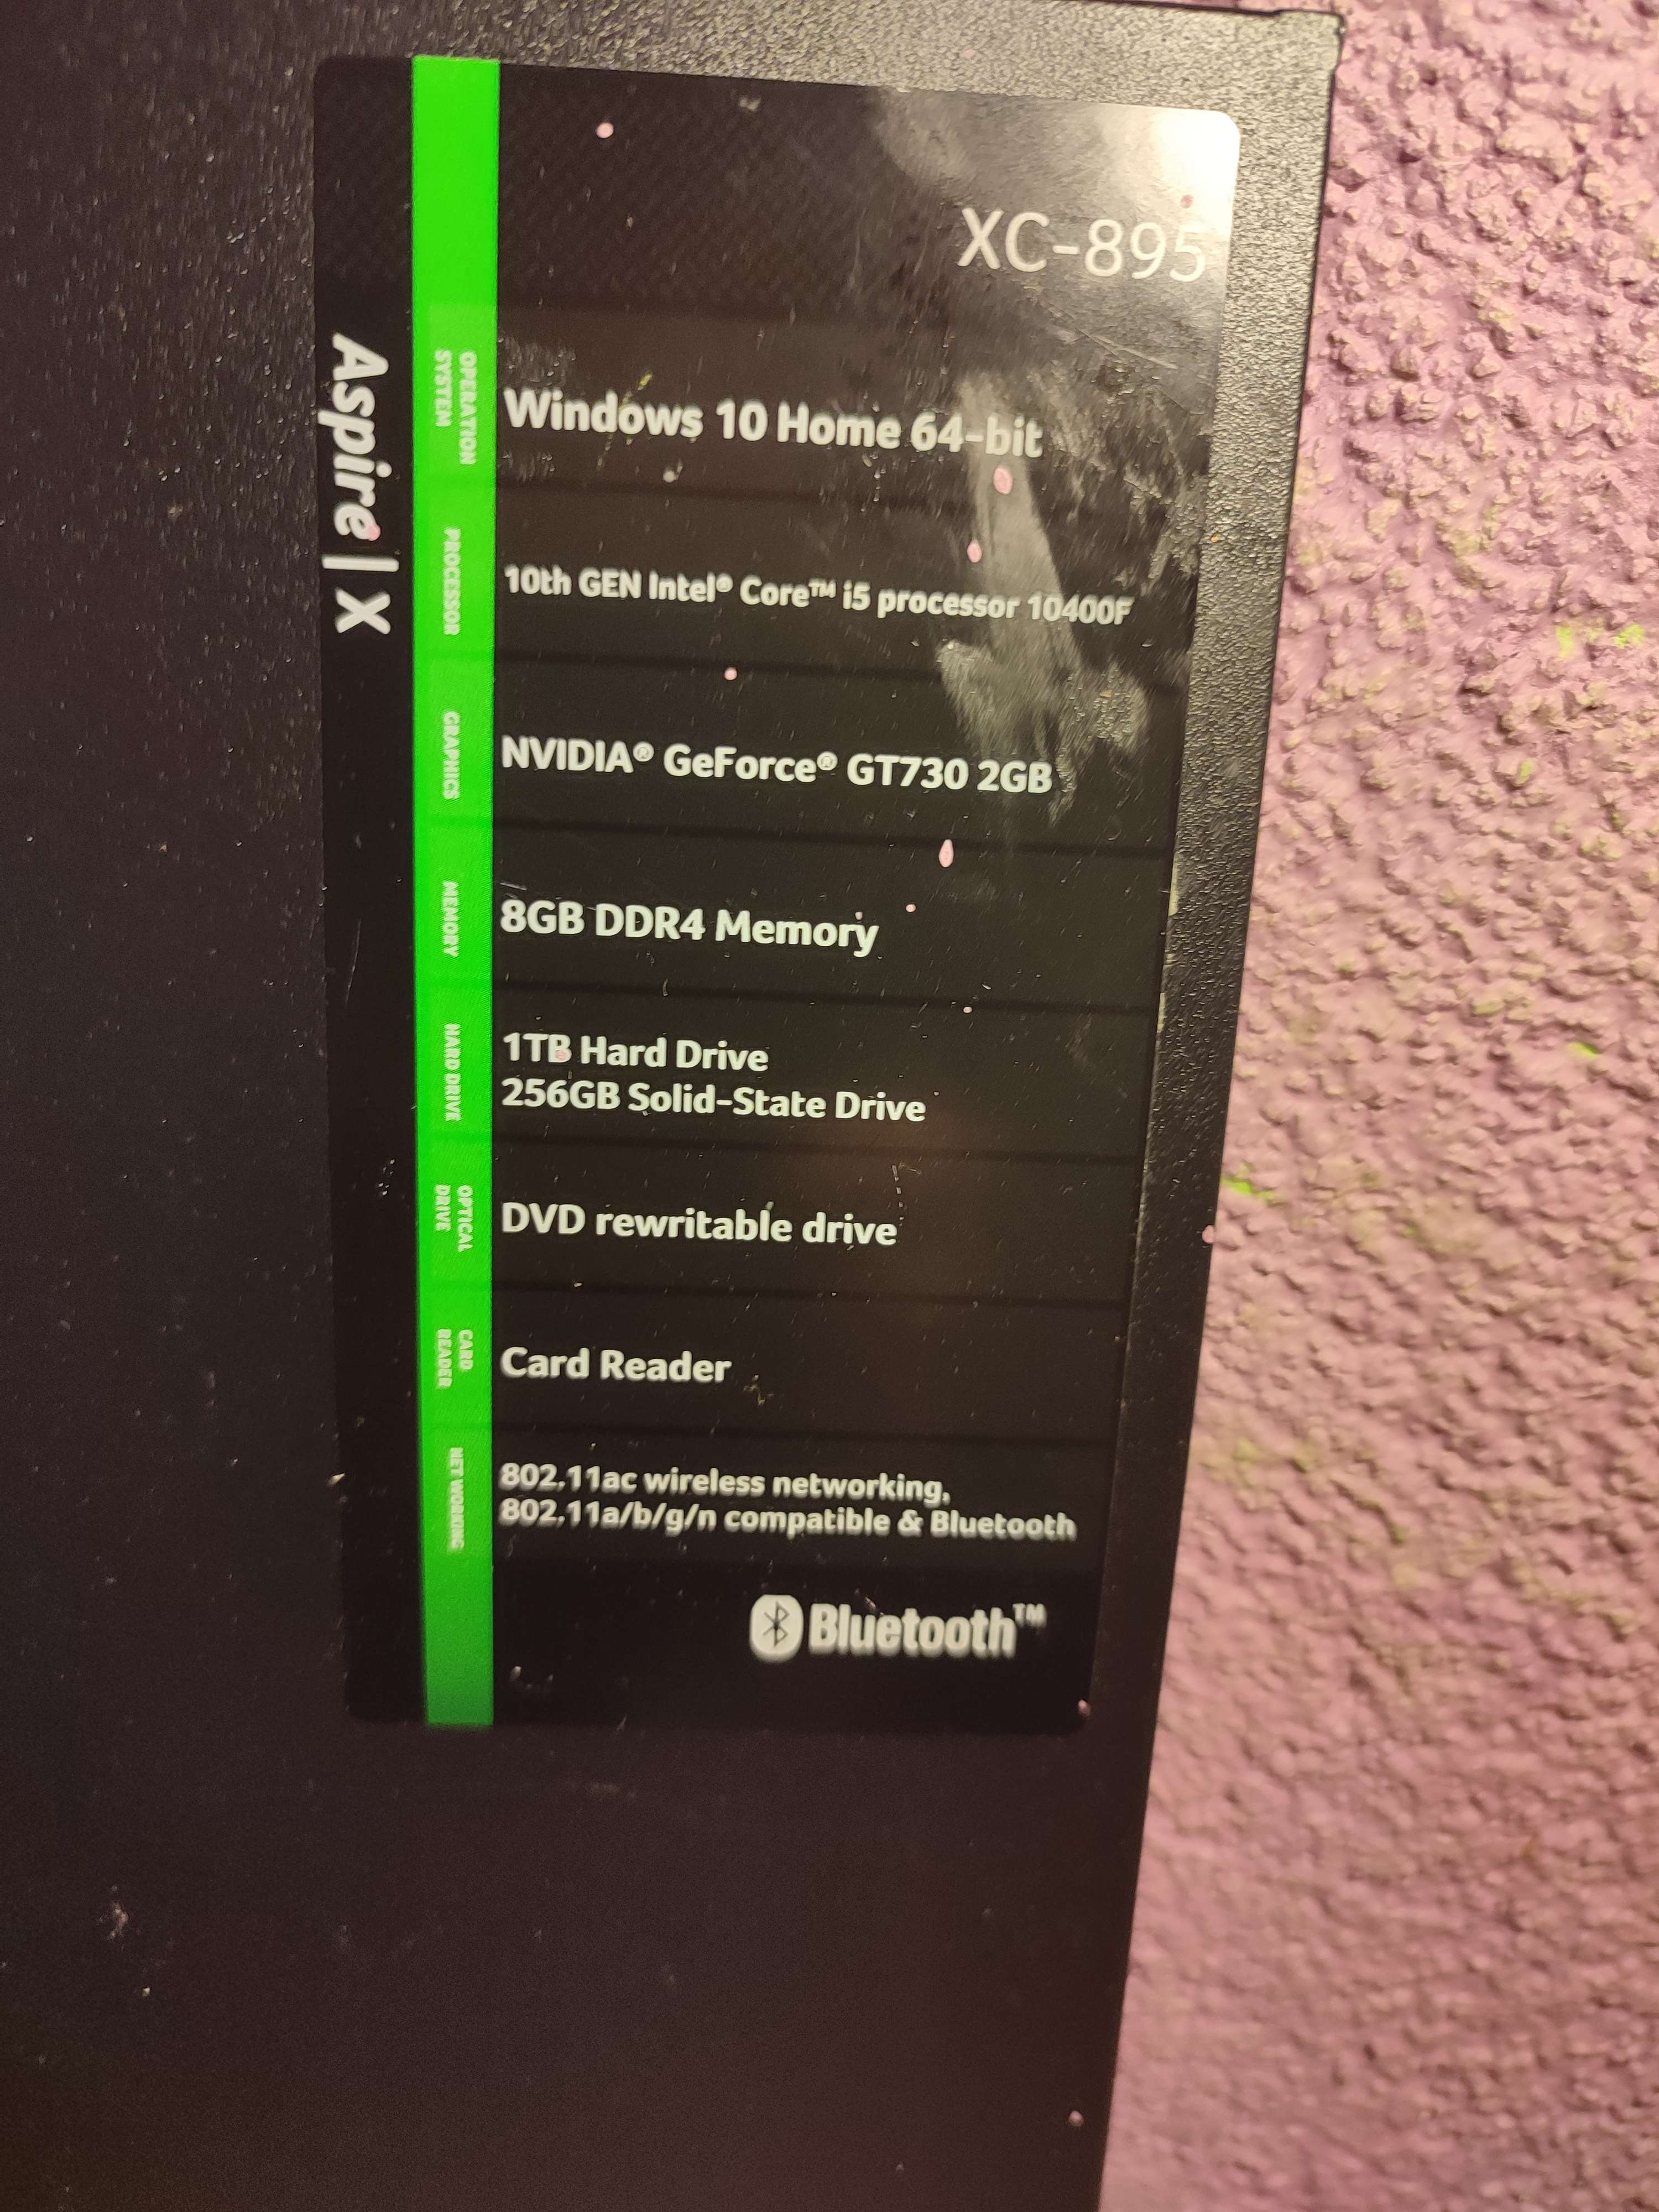 XC-895
Aspire | X
OPERATION
SYSTEM
Windows 10 Home 64-bit
PROCESSOR
10th GEN Intel® Core™ i5 processor 10400F
GRAPHICS
NVIDIA® GeForce® GT730 2GB
MEMORY
8GB DDR4 Memory
HARD DRIVE
1TB Hard Drive
256GB Solid-State Drive
OPTICAL
DRIVE
DVD rewritable drive
CARD
READER
Card Reader
NETWORKING
802.11ac wireless networking,
802.11a/b/g/n compatible & Bluetooth
Bluetooth™